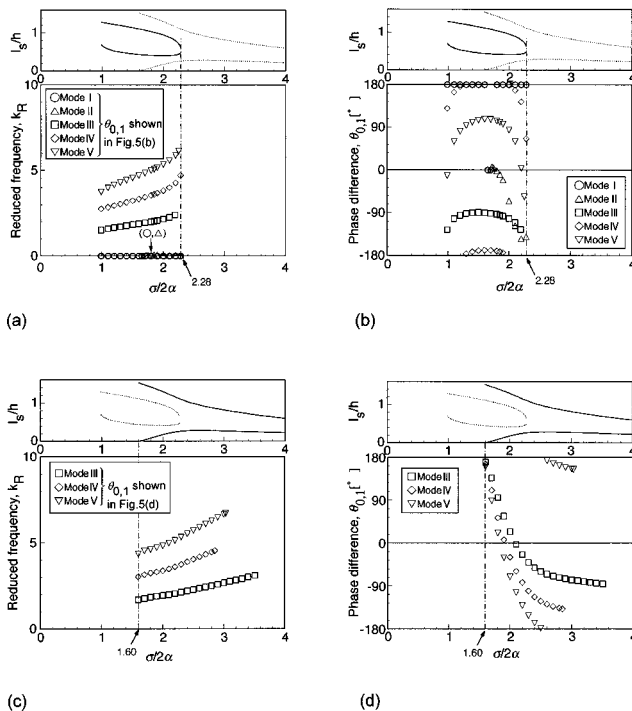 l_s/h
1
0
Reduced frequency, k_R
10
5
0
○ Mode I
△ Mode II
□ Mode III
◇ Mode IV
▽ Mode V
θ_0,1 shown
in Fig.5(b)
(○,△)
0 1 2 3 4
σ/2α
2.28
(a)
l_s/h
1
0
Phase difference, θ_0,1[°]
180
90
0
-90
-180
○ Mode I
△ Mode II
□ Mode III
◇ Mode IV
▽ Mode V
0 1 2 3 4
σ/2α
2.28
(b)
l_s/h
1
0
Reduced frequency, k_R
10
5
0
□ Mode III
◇ Mode IV
▽ Mode V
θ_0,1 shown
in Fig.5(d)
0 1 2 3 4
1.60
σ/2α
(c)
l_s/h
1
0
Phase difference, θ_0,1[°]
180
90
0
-90
-180
□ Mode III
◇ Mode IV
▽ Mode V
0 1 2 3 4
1.60
σ/2α
(d)